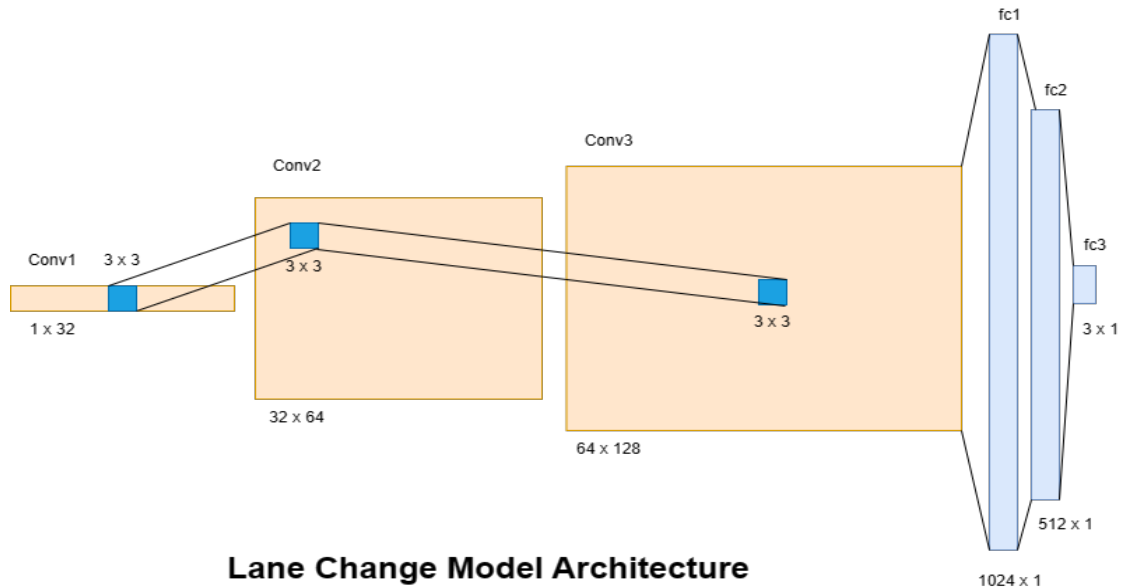 fc1
fc2
Conv3
Conv2
fc3
Conv1
3 x 3
3 x 3
3 x 3
1 x 32
3 x 1
32 x 64
64 x 128
512 x 1
Lane Change Model Architecture
1024 x 1